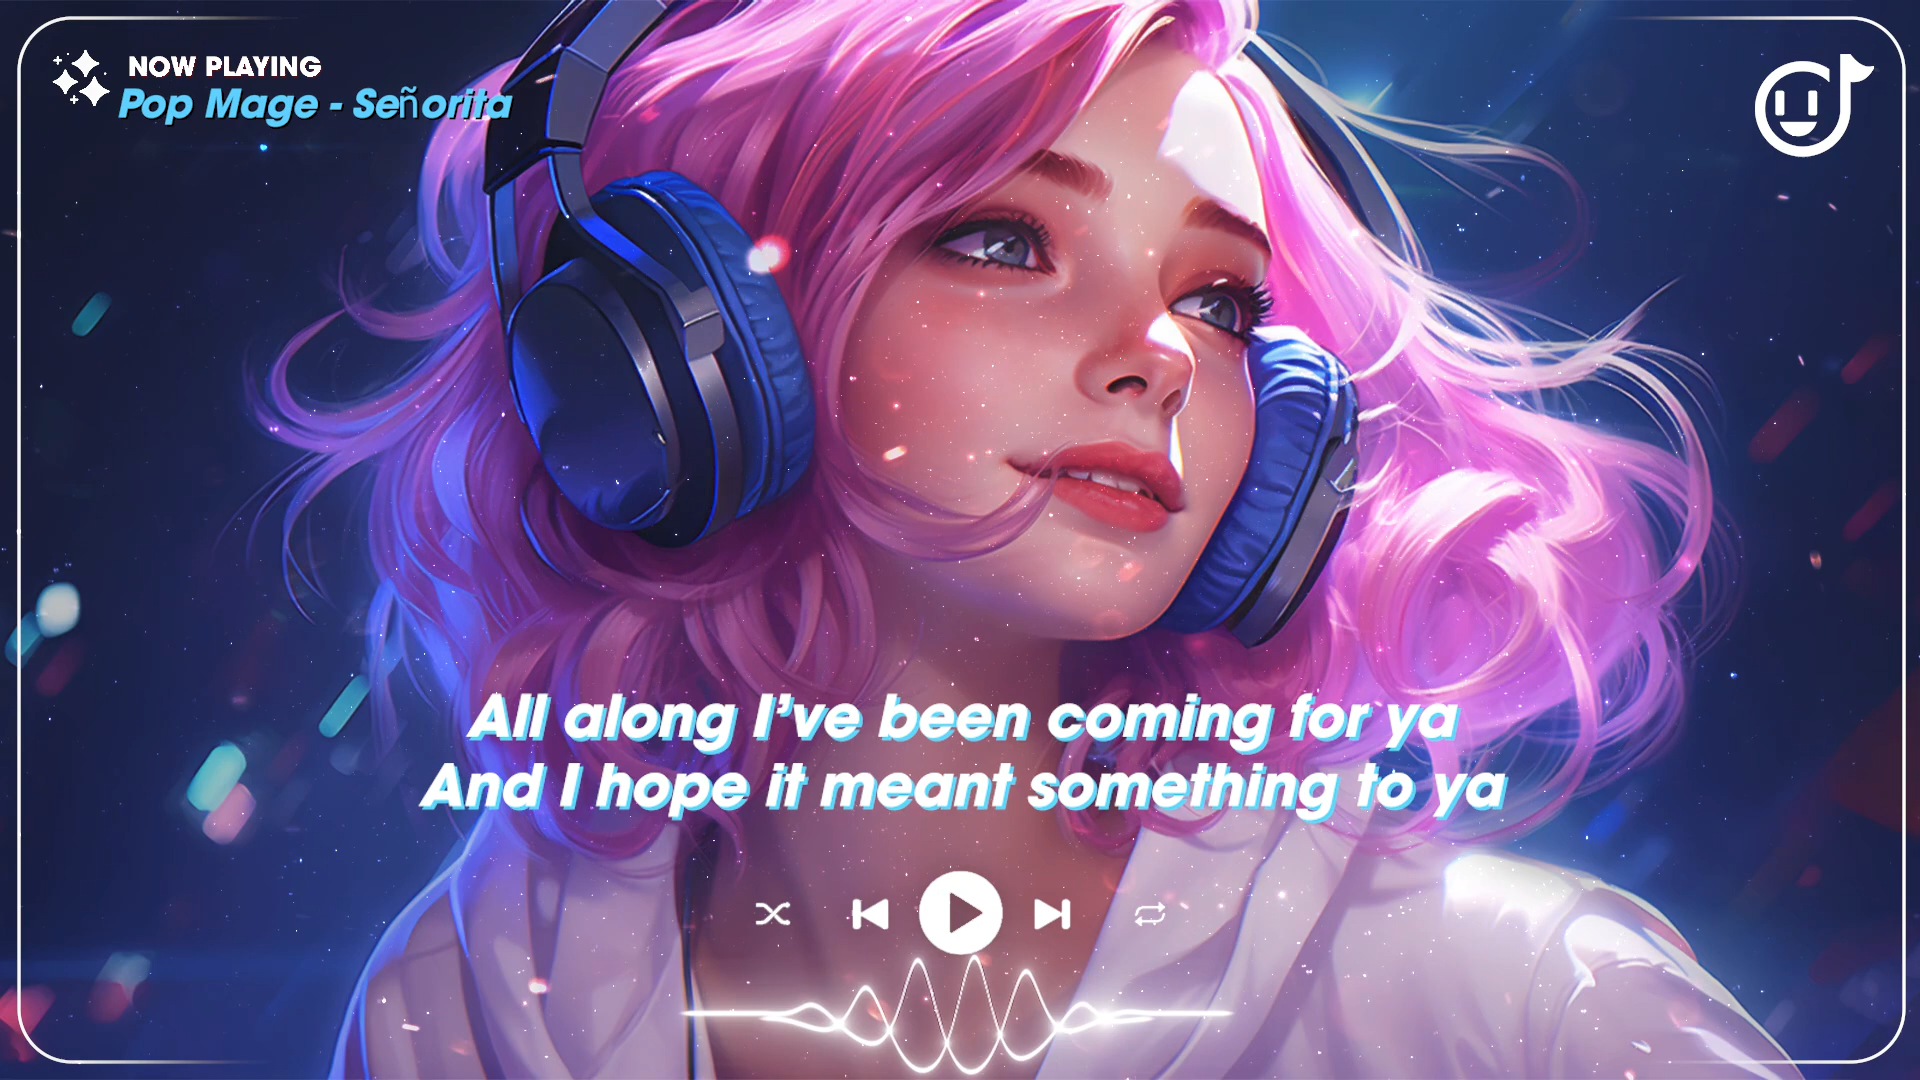 NOW PLAYING
Pop Mage - Señorita
All along I’ve been coming for ya
And I hope it meant something to ya